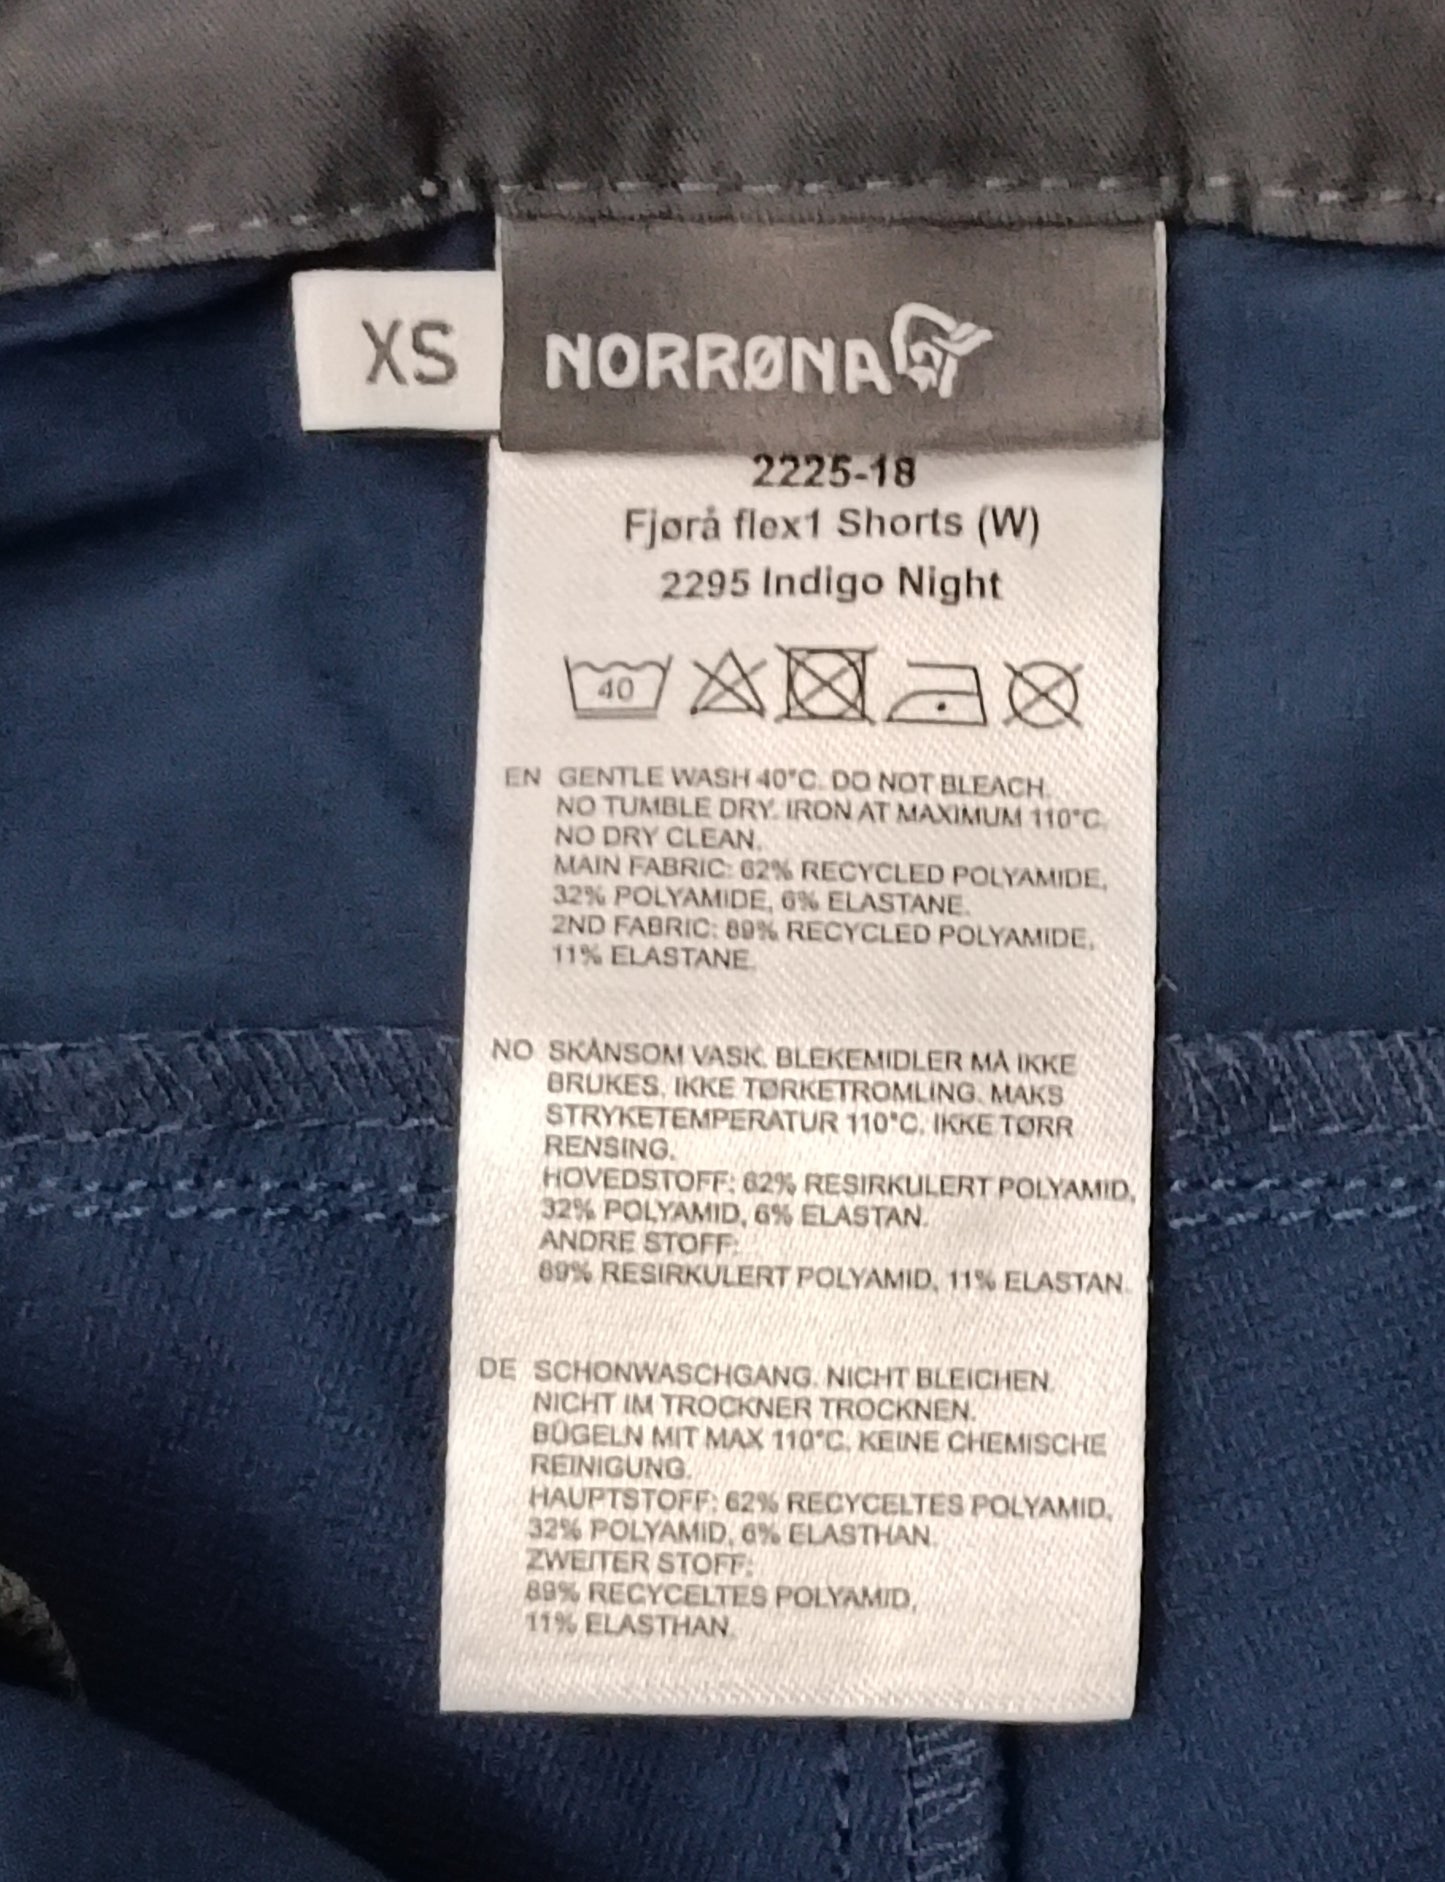 XS
NORRØNA
2225-18
Fjørå flex1 Shorts (W)
2295 Indigo Night
40
EN GENTLE WASH 40°C. DO NOT BLEACH.
NO TUMBLE DRY. IRON AT MAXIMUM 110°C.
NO DRY CLEAN.
MAIN FABRIC: 62% RECYCLED POLYAMIDE,
32% POLYAMIDE, 6% ELASTANE.
2ND FABRIC: 89% RECYCLED POLYAMIDE,
11% ELASTANE.
NO SKÅNSOM VASK. BLEKEMIDLER MÅ IKKE
BRUKES. IKKE TØRKETROMLING. MAKS
STRYKETEMPERATUR 110°C. IKKE TØRR
RENSING.
HOVEDSTOFF: 62% RESIRKULERT POLYAMID,
32% POLYAMID, 6% ELASTAN.
ANDRE STOFF:
89% RESIRKULERT POLYAMID, 11% ELASTAN.
DE SCHONWASCHGANG. NICHT BLEICHEN.
NICHT IM TROCKNER TROCKNEN.
BÜGELN MIT MAX 110°C. KEINE CHEMISCHE
REINIGUNG.
HAUPTSTOFF: 62% RECYCELTES POLYAMID,
32% POLYAMID, 6% ELASTHAN.
ZWEITER STOFF:
89% RECYCELTES POLYAMID,
11% ELASTHAN.